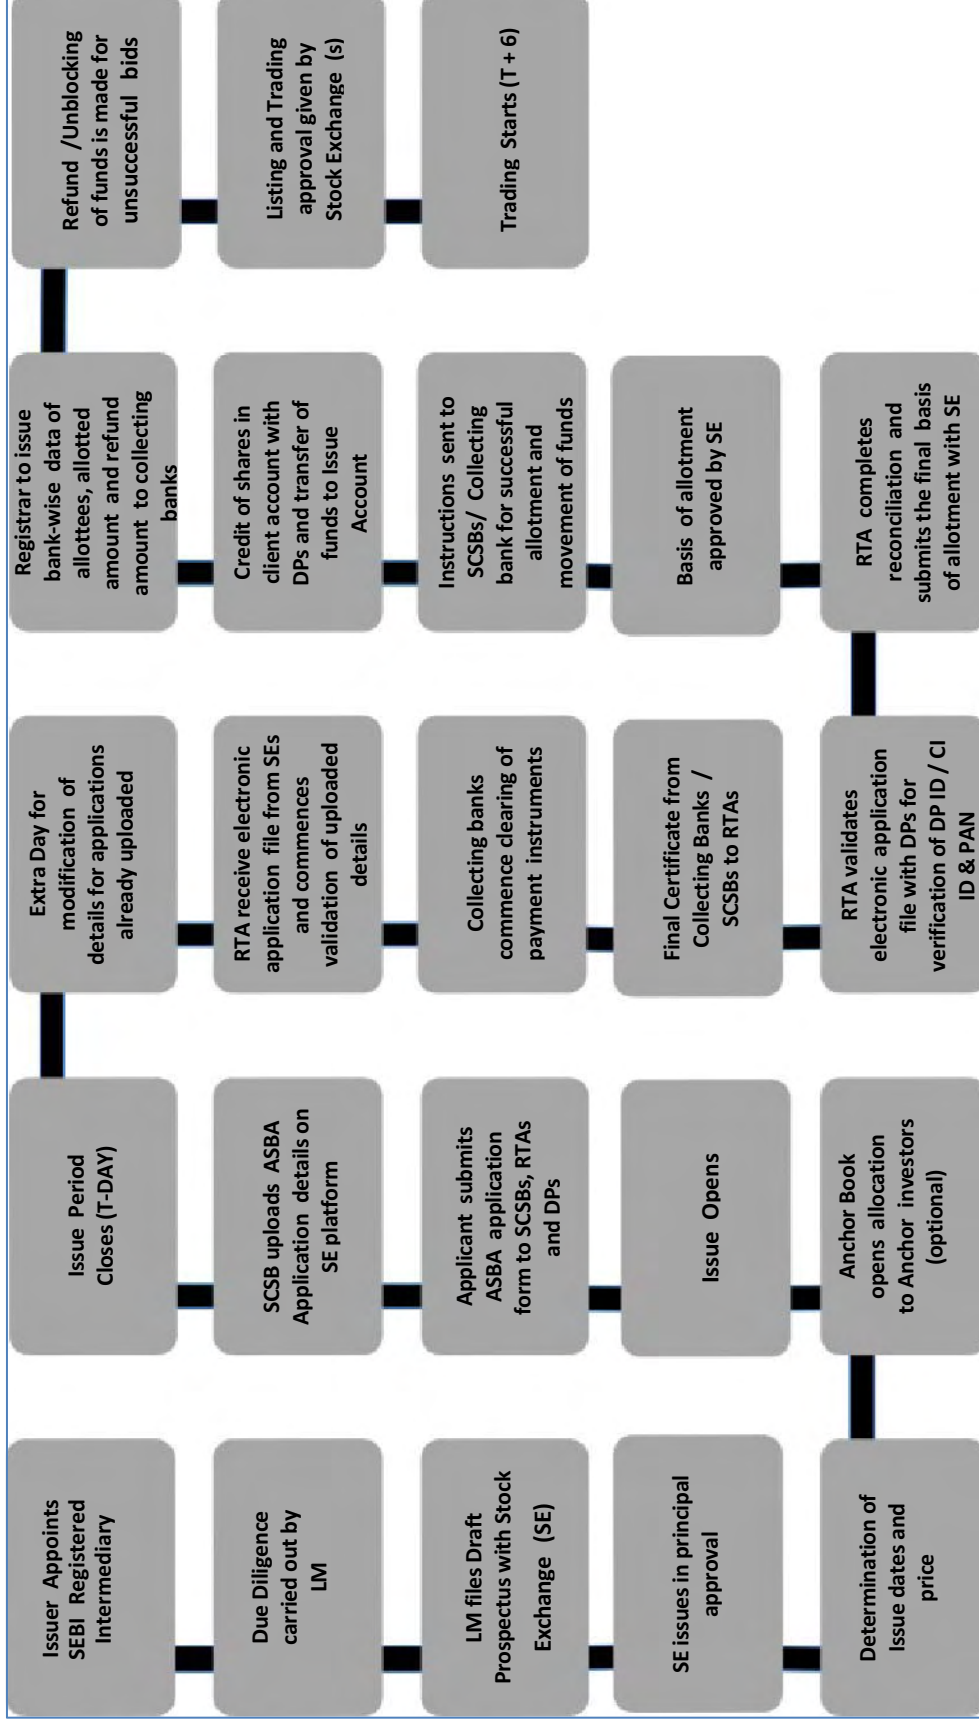 Issuer Appoints
SEBI Registered
Intermediary
Due Diligence
carried out by
LM
LM files Draft
Prospectus with Stock
Exchange (SE)
SE issues in principal
approval
Determination of
Issue dates and
price
Anchor Book
opens allocation
to Anchor investors
(optional)
Issue Opens
Applicant submits
ASBA application
form to SCSBs, RTAs
and DPs
SCSB uploads ASBA
Application details on
SE platform
Issue Period
Closes (T-DAY)
Extra Day for
modification of
details for applications
already uploaded
RTA receive electronic
application file from SEs
and commences
validation of uploaded
details
Collecting banks
commence clearing of
payment instruments
Final Certificate from
Collecting Banks /
SCSBs to RTAs
RTA validates
electronic application
file with DPs for
verification of DP ID / CI
ID & PAN
RTA completes
reconciliation and
submits the final basis
of allotment with SE
Basis of allotment
approved by SE
Instructions sent to
SCSBs/ Collecting
bank for successful
allotment and
movement of funds
Credit of shares in
client account with
DPs and transfer of
funds to Issue
Account
Registrar to issue
bank-wise data of
allottees, allotted
amount and refund
amount to collecting
banks
Refund /Unblocking
of funds is made for
unsuccessful bids
Listing and Trading
approval given by
Stock Exchange (s)
Trading Starts (T + 6)